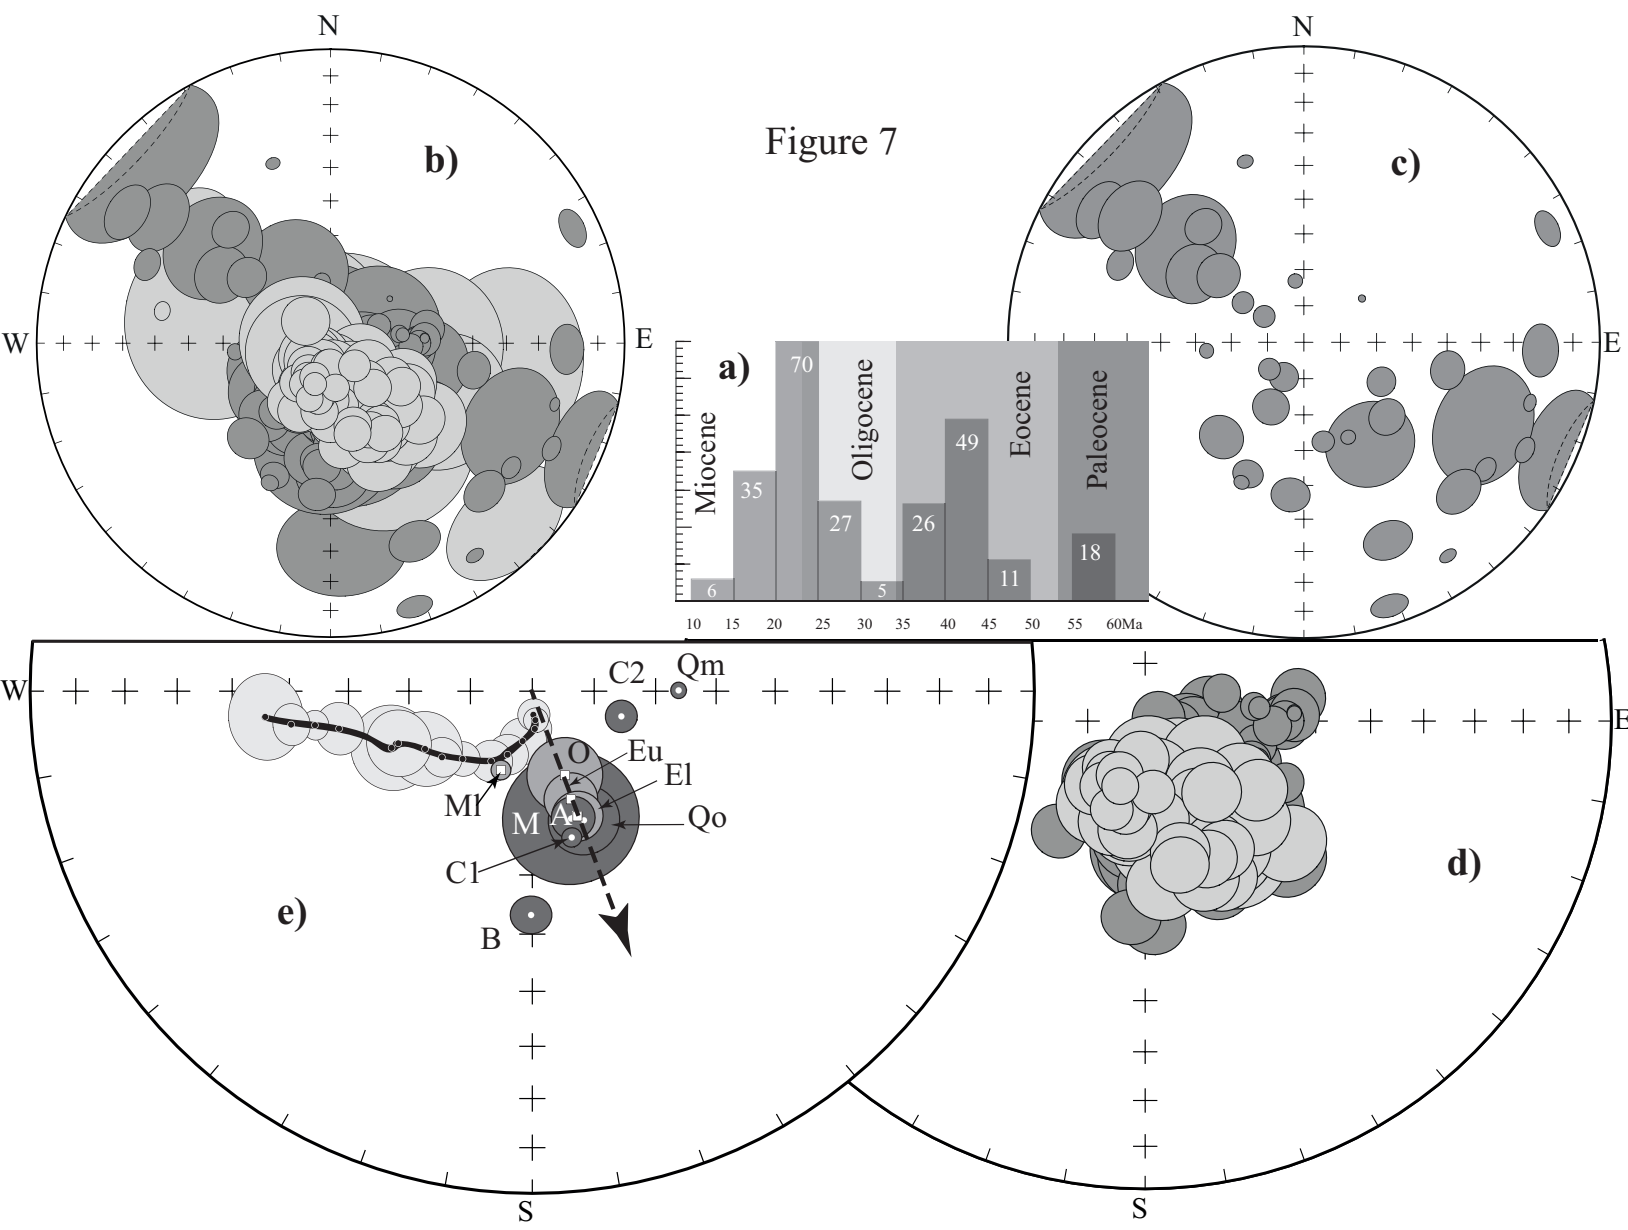 N
N
Figure 7
b)
c)
W
E
E
a)
Miocene
Oligocene
Eocene
Paleocene
70
49
35
27
26
18
11
6
5
10 15 20 25 30 35 40 45 50 55 60Ma
C2
Qm
W
E
O
Eu
El
Ml
M
A
Qo
C1
d)
e)
B
S
S